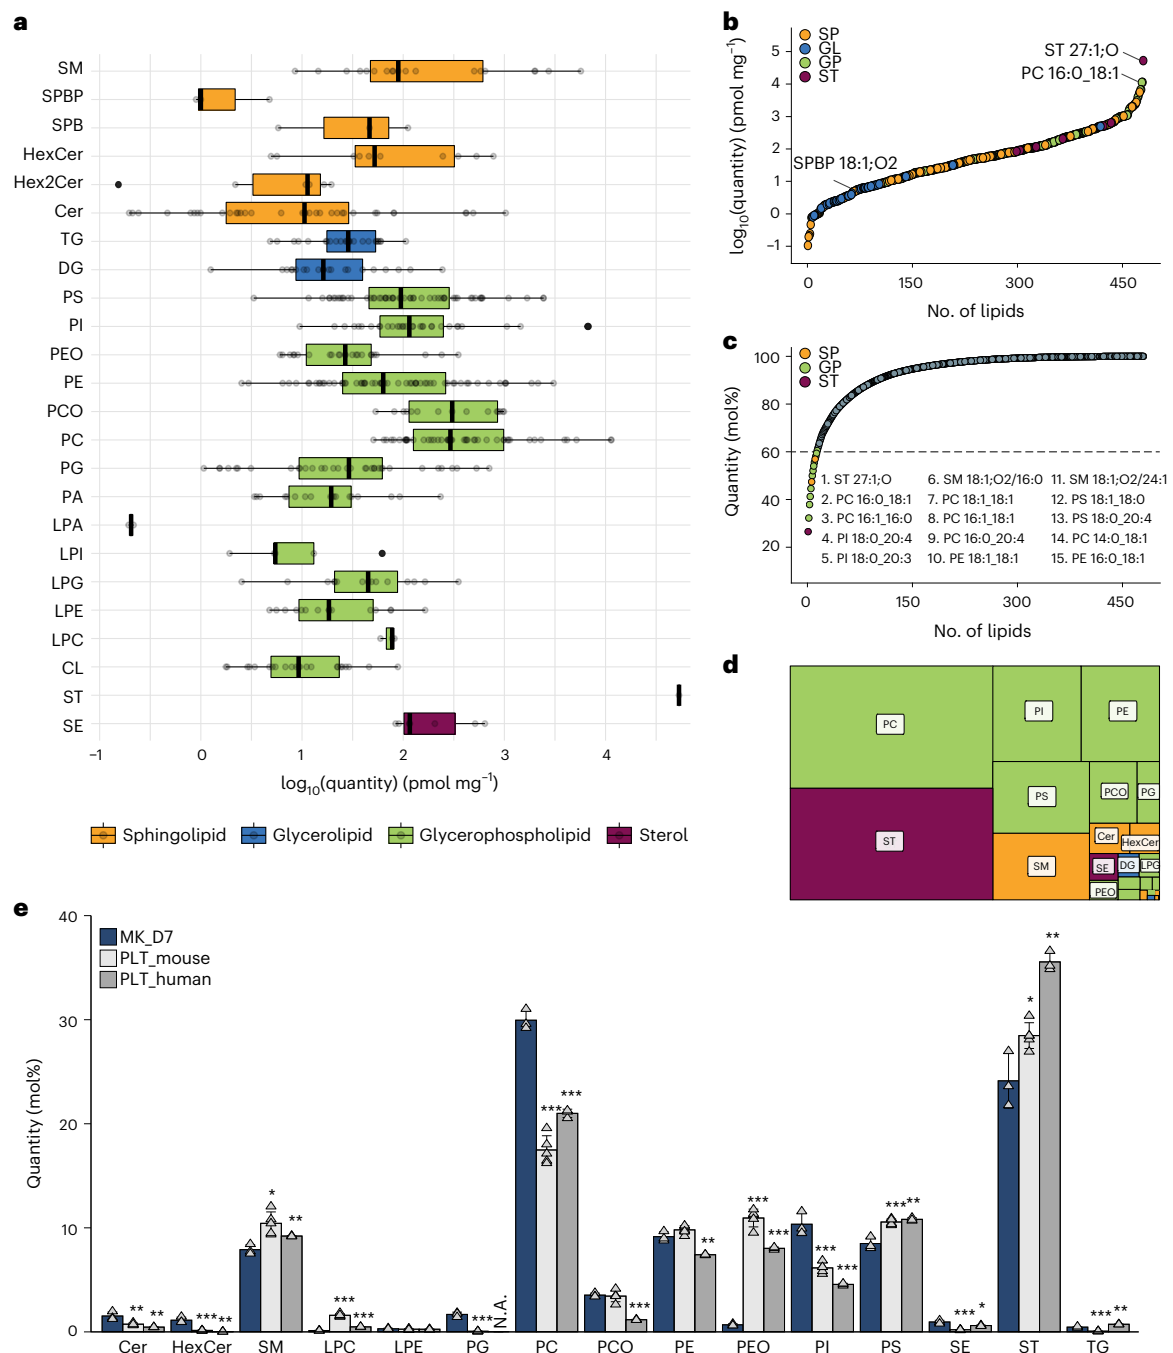 a
SM
SPBP
SPB
HexCer
Hex2Cer
Cer
TG
DG
PS
PI
PEO
PE
PCO
PC
PG
PA
LPA
LPI
LPG
LPE
LPC
CL
ST
SE
−1 0 1 2 3 4
log10(quantity) (pmol mg−1)
Sphingolipid Glycerolipid Glycerophospholipid Sterol
b
SP
GL
GP
ST
ST 27:1;O
PC 16:0_18:1
SPBP 18:1;O2
log10(quantity) (pmol mg−1)
5
4
3
2
1
0
−1
0 150 300 450
No. of lipids
c
SP
GP
ST
Quantity (mol%)
100
80
60
40
20
1. ST 27:1;O 6. SM 18:1;O2/16:0 11. SM 18:1;O2/24:1
2. PC 16:0_18:1 7. PC 18:1_18:1 12. PS 18:1_18:0
3. PC 16:1_16:0 8. PC 16:1_18:1 13. PS 18:0_20:4
4. PI 18:0_20:4 9. PC 16:0_20:4 14. PC 14:0_18:1
5. PI 18:0_20:3 10. PE 18:1_18:1 15. PE 16:0_18:1
0 150 300 450
No. of lipids
d
PC
PI
PE
PS
PCO
PG
ST
SM
Cer
HexCer
SE
DG
LPG
PEO
e
MK_D7
PLT_mouse
PLT_human
Quantity (mol%)
40
30
20
10
0
** **
*** **
* **
*** ***
***
N.A.
*** ***
***
**
*** ***
*** ***
*** **
*** *
* **
*** **
Cer HexCer SM LPC LPE PG PC PCO PE PEO PI PS SE ST TG